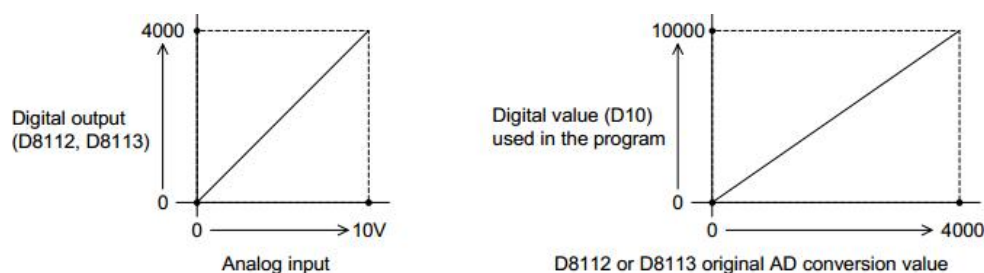 4000
Digital output
(D8112, D8113)
0
0
10V
Analog input
10000
Digital value (D10)
used in the program
0
0
4000
D8112 or D8113 original AD conversion value